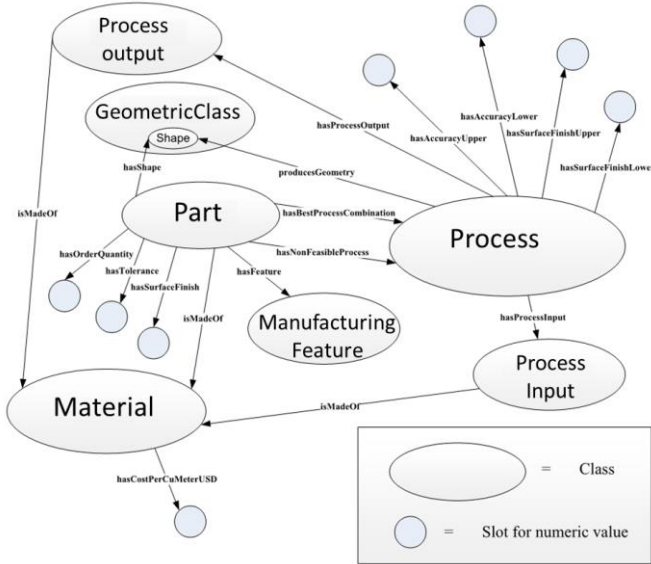 Process
output
GeometricClass
Shape
hasProcessOutput
hasAccuracyUpper
hasAccuracyLower
hasSurfaceFinishUpper
hasSurfaceFinishLower
producesGeometry
hasShape
isMadeOf
Part
hasBestProcessCombination
Process
hasNonFeasibleProcess
hasOrderQuantity
hasTolerance
hasSurfaceFinish
hasFeature
isMadeOf
Manufacturing
Feature
hasProcessInput
Process
Input
Material
isMadeOf
hasCostPerCuMeterUSD
= Class
= Slot for numeric value